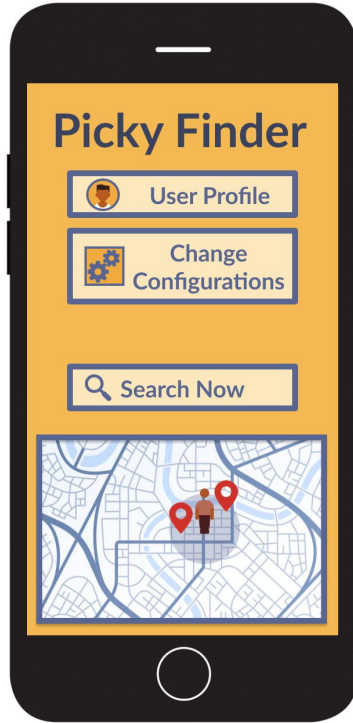 Picky Finder
User Profile
Change
Configurations
Search Now